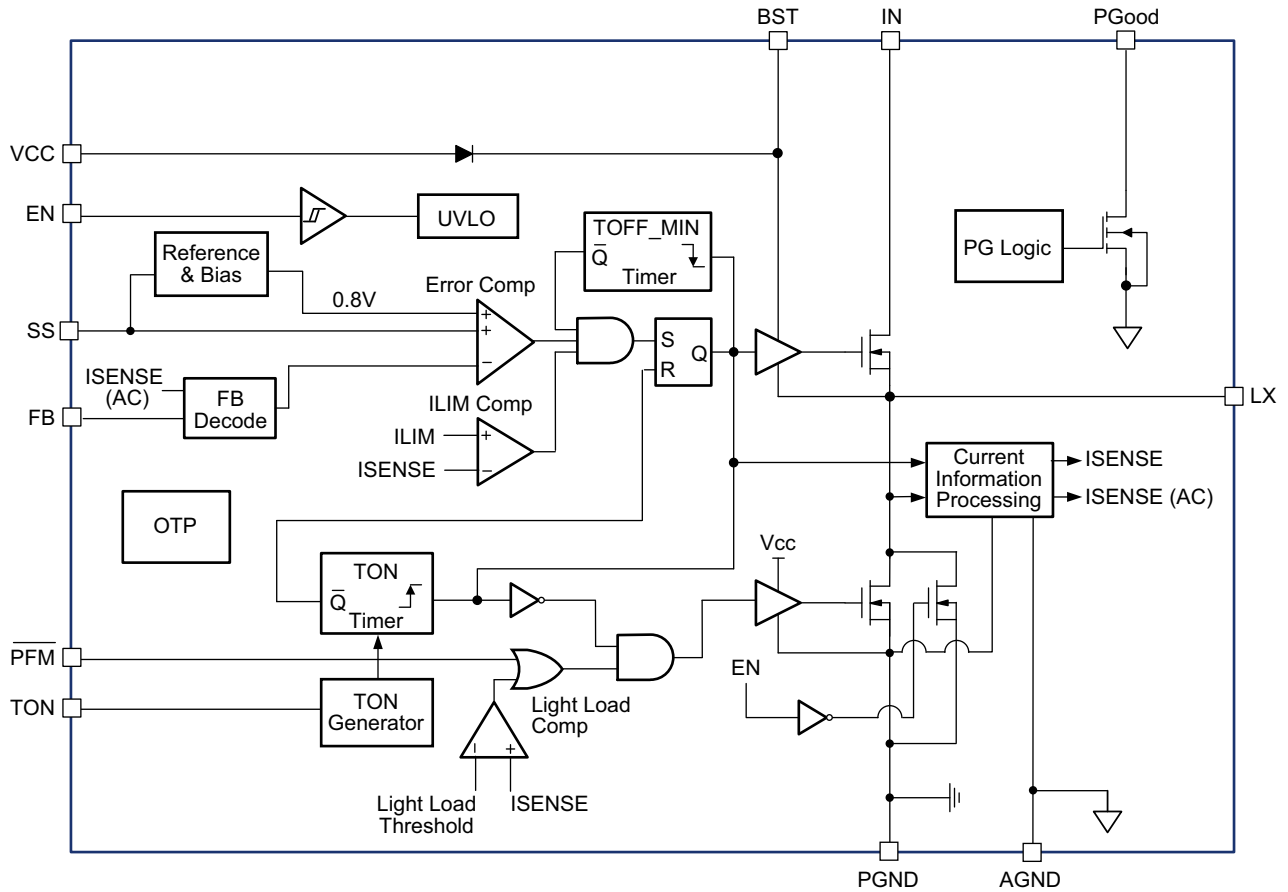 BST
IN
PGood
VCC
EN
UVLO
TOFF_MIN
Q̅
Timer
PG Logic
Reference
& Bias
Error Comp
0.8V
+
+
−
SS
S
Q
R
ISENSE
(AC)
FB
Decode
FB
ILIM Comp
ILIM
+
ISENSE
−
LX
Current
Information
Processing
ISENSE
ISENSE (AC)
OTP
Vcc
TON
Q̅
Timer
P̅F̅M̅
EN
TON
TON
Generator
Light Load
Comp
−
+
Light Load
Threshold
ISENSE
PGND
AGND